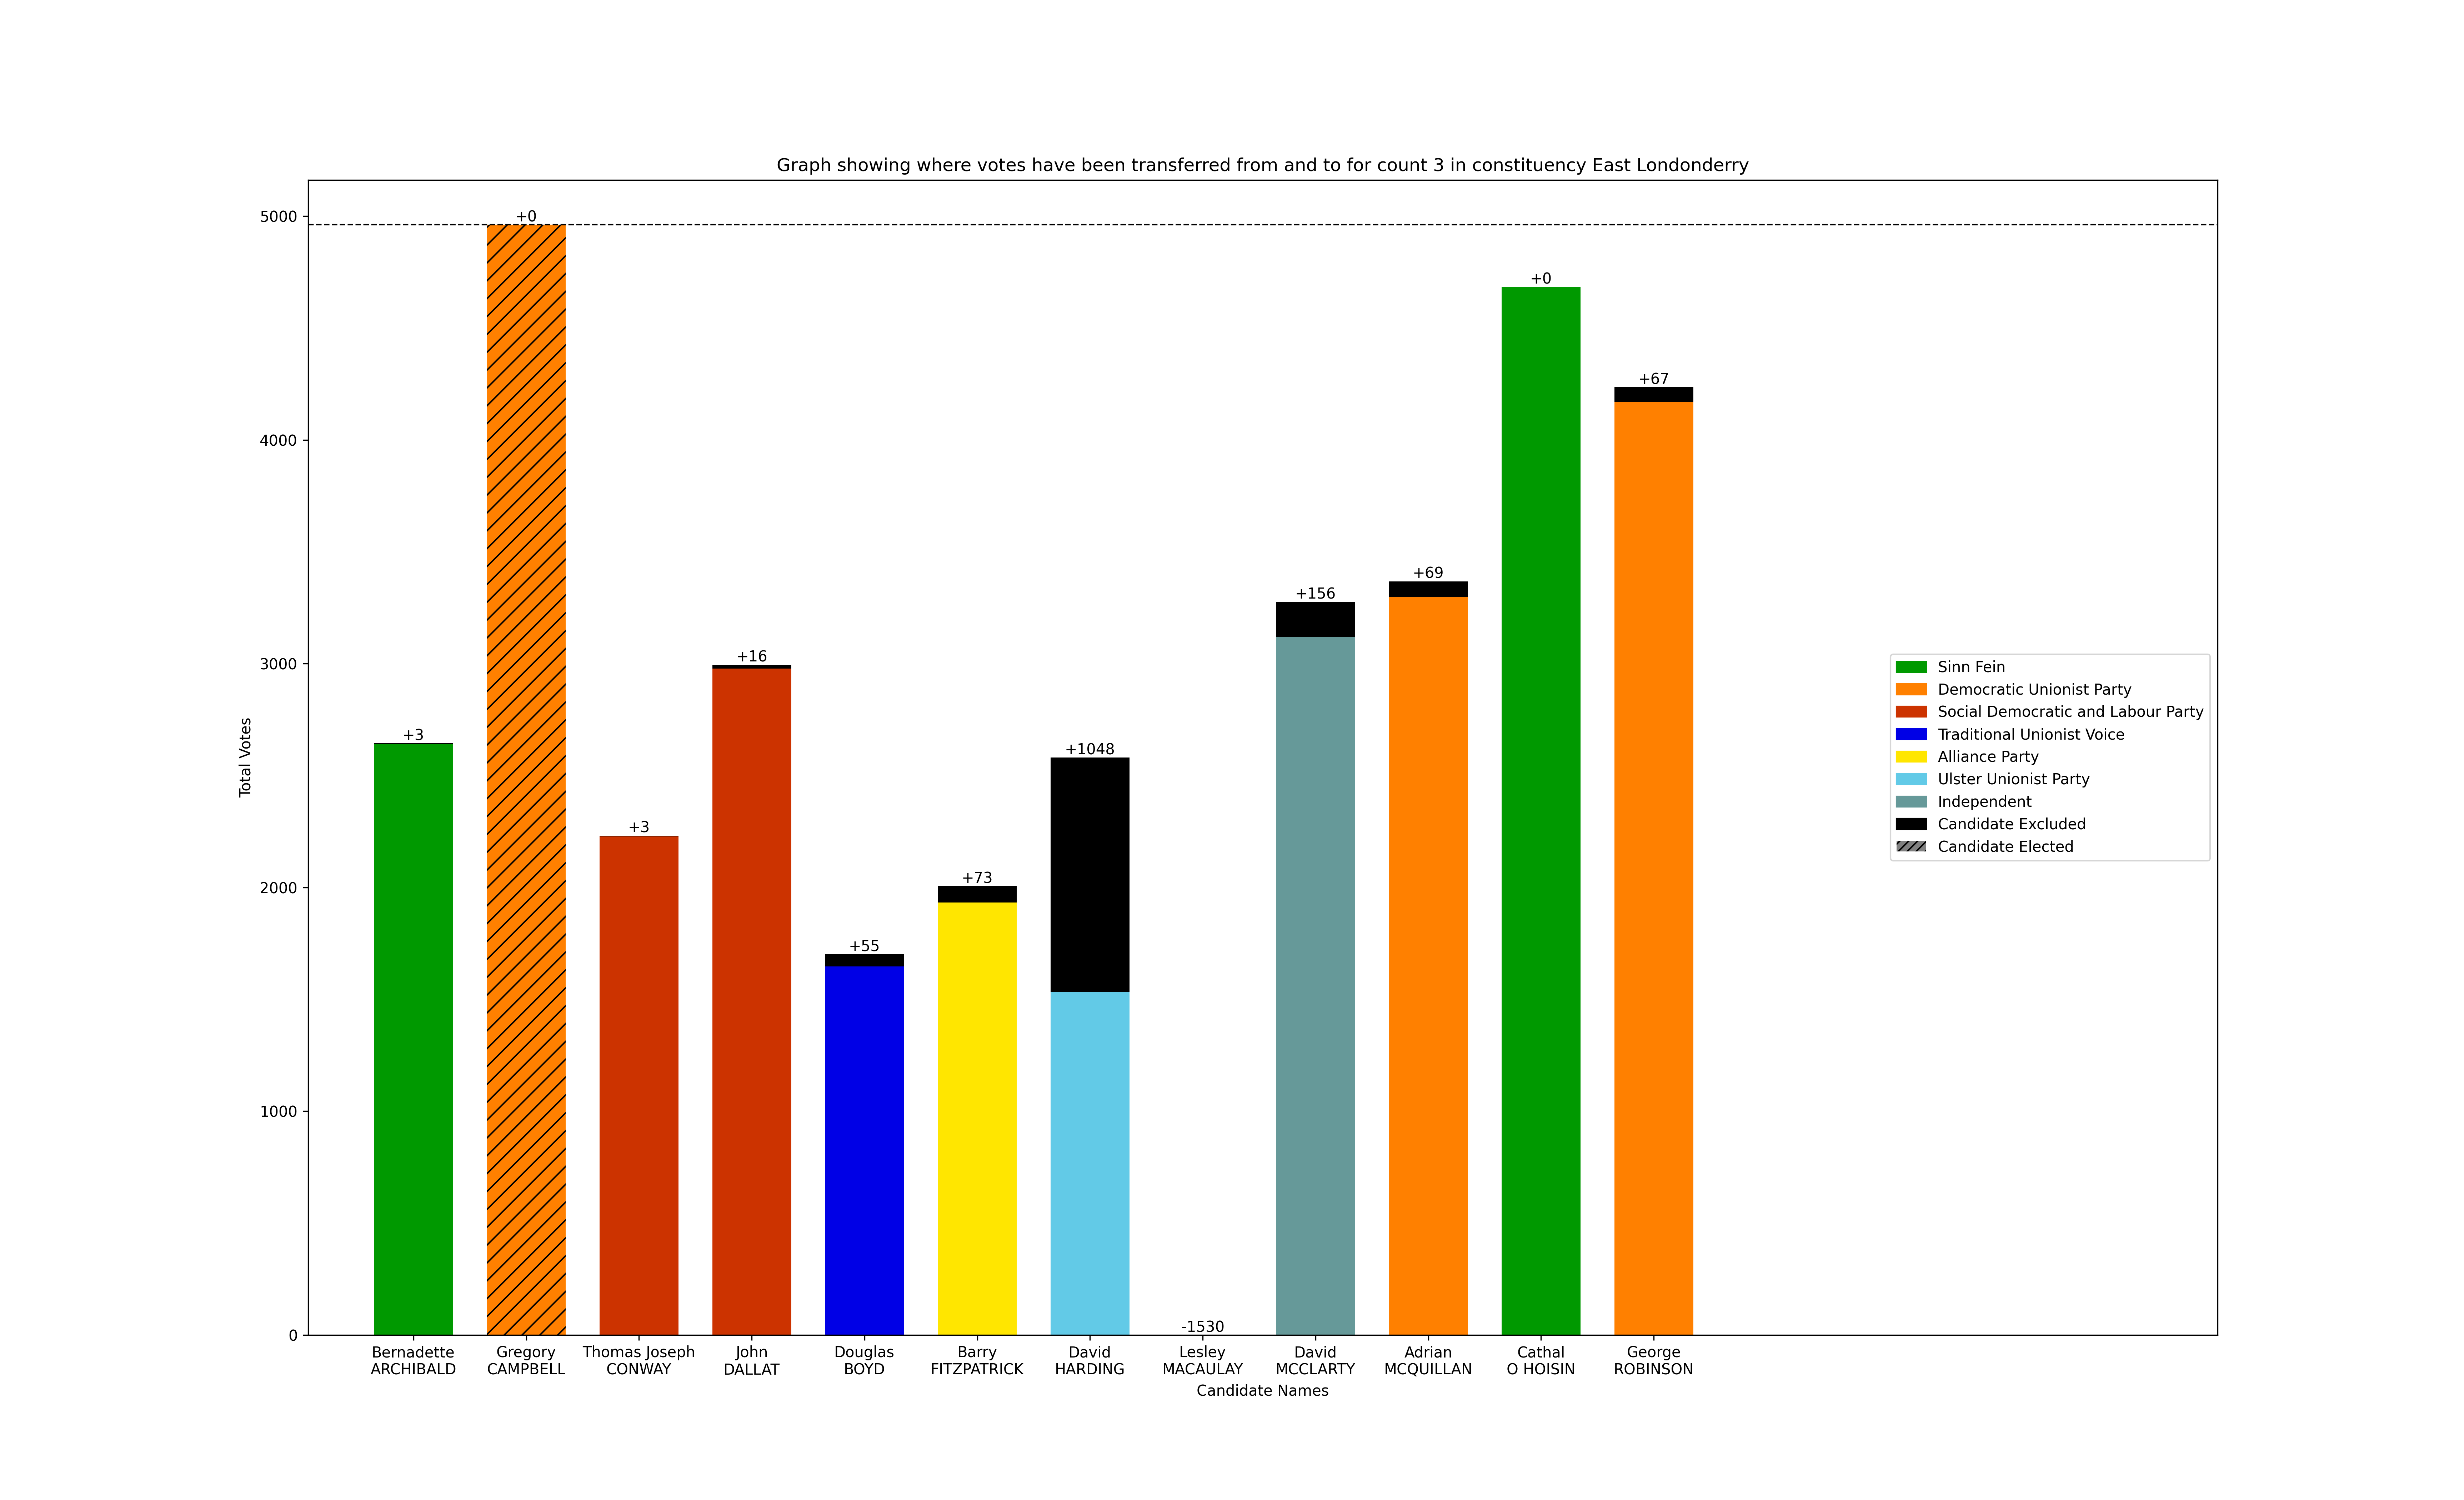 Graph showing where votes have been transferred from and to for count 3 in constituency East Londonderry
Total Votes
5000
4000
3000
2000
1000
0
+3
+0
+3
+16
+55
+73
+1048
-1530
+156
+69
+0
+67
Bernadette
ARCHIBALD
Gregory
CAMPBELL
Thomas Joseph
CONWAY
John
DALLAT
Douglas
BOYD
Barry
FITZPATRICK
David
HARDING
Lesley
MACAULAY
David
MCCLARTY
Adrian
MCQUILLAN
Cathal
O HOISIN
George
ROBINSON
Candidate Names
Sinn Fein
Democratic Unionist Party
Social Democratic and Labour Party
Traditional Unionist Voice
Alliance Party
Ulster Unionist Party
Independent
Candidate Excluded
Candidate Elected